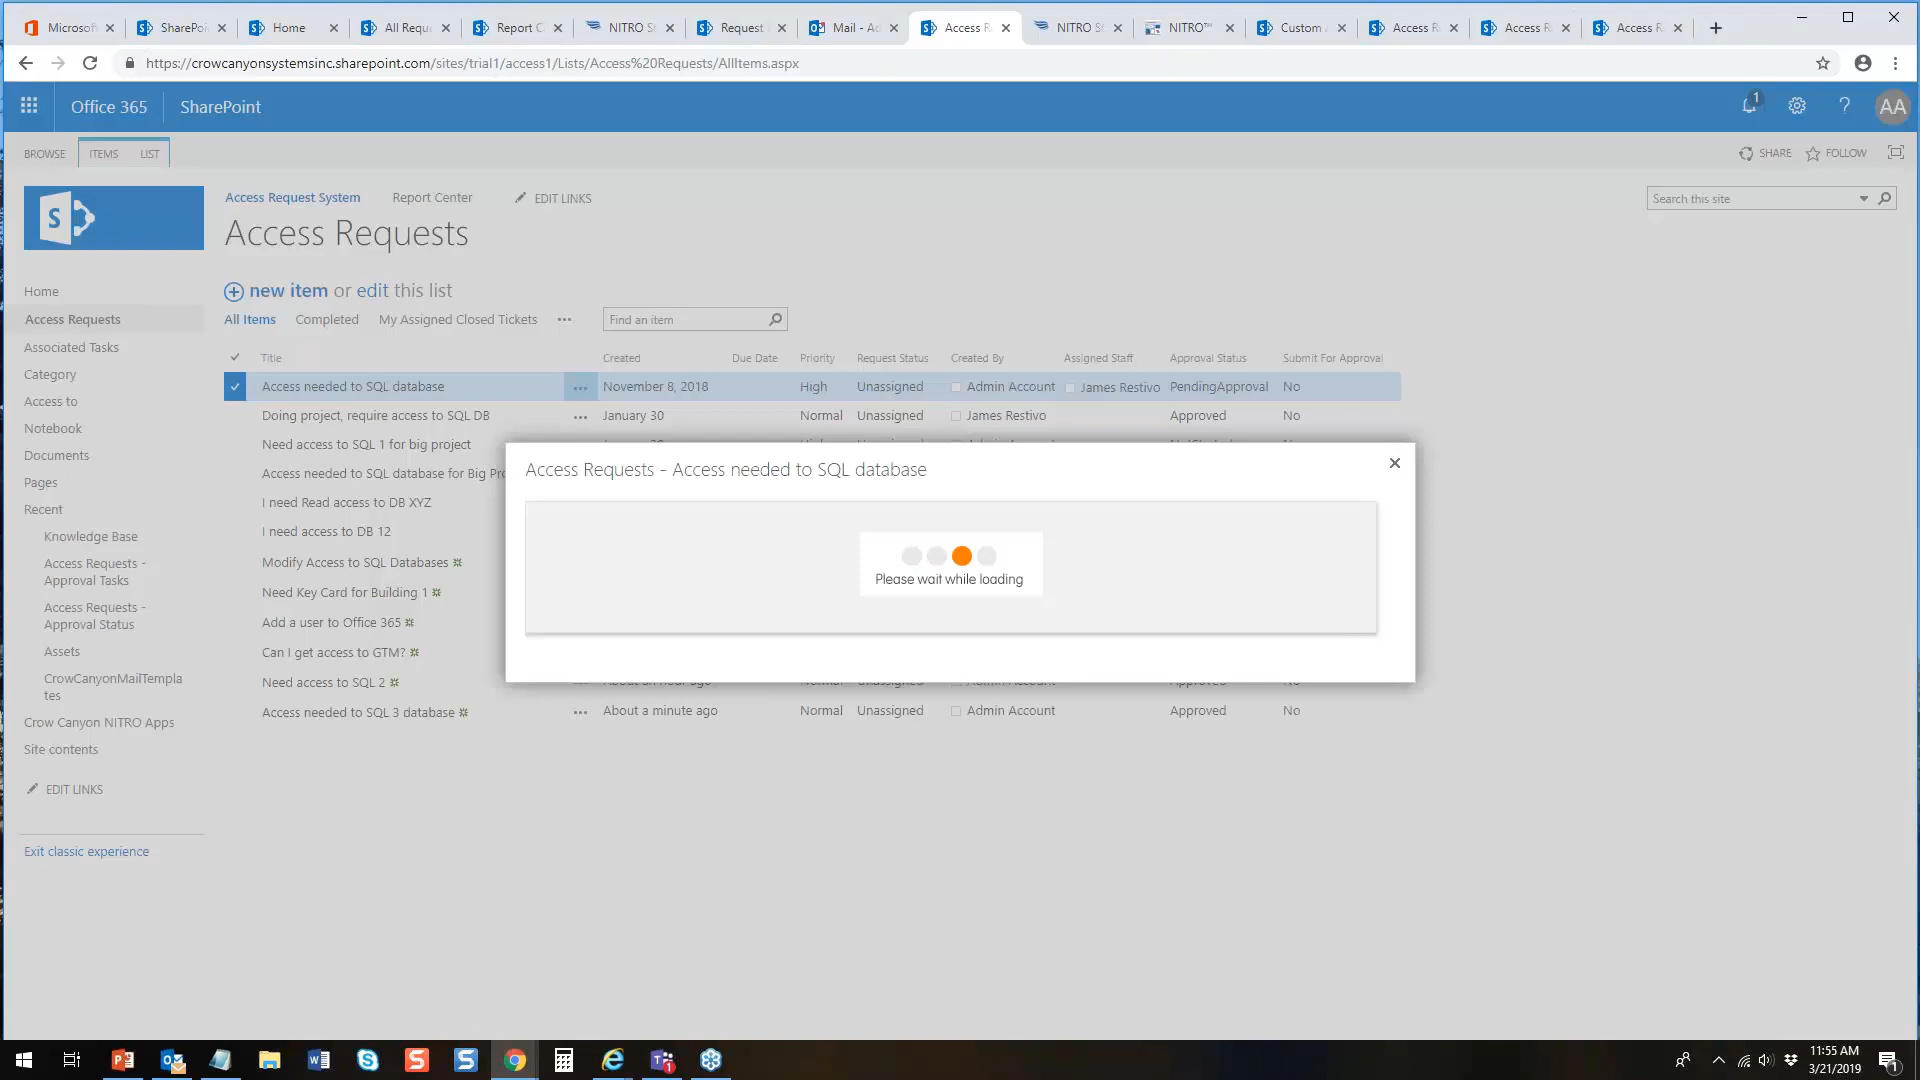 Microsoft
SharePoi
Home
All Requ
Report C
NITRO S
Request
Mail - Ad
Access R
NITRO S
NITRO™
Custom
Access R
Access R
Access R
https://crowcanyonsystemsinc.sharepoint.com/sites/trial1/access1/Lists/Access%20Requests/AllItems.aspx
Office 365 SharePoint 1 ? AA
BROWSE ITEMS LIST SHARE FOLLOW
S
Access Request System Report Center EDIT LINKS
Search this site
Access Requests
new item or edit this list
All Items Completed My Assigned Closed Tickets ••• Find an item
Title Created Due Date Priority Request Status Created By Assigned Staff Approval Status Submit For Approval
Access needed to SQL database ••• November 8, 2018 High Unassigned Admin Account James Restivo PendingApproval No
Doing project, require access to SQL DB ••• January 30 Normal Unassigned James Restivo Approved No
Need access to SQL 1 for big project
Access needed to SQL database for Big Pro
I need Read access to DB XYZ
I need access to DB 12
Modify Access to SQL Databases
Need Key Card for Building 1
Add a user to Office 365
Can I get access to GTM?
Need access to SQL 2
Access needed to SQL 3 database ••• About a minute ago Normal Unassigned Admin Account Approved No
Access Requests - Access needed to SQL database
Please wait while loading
Home
Access Requests
Associated Tasks
Category
Access to
Notebook
Documents
Pages
Recent
Knowledge Base
Access Requests -
Approval Tasks
Access Requests -
Approval Status
Assets
CrowCanyonMailTempla
tes
Crow Canyon NITRO Apps
Site contents
EDIT LINKS
Exit classic experience
11:55 AM
3/21/2019
1